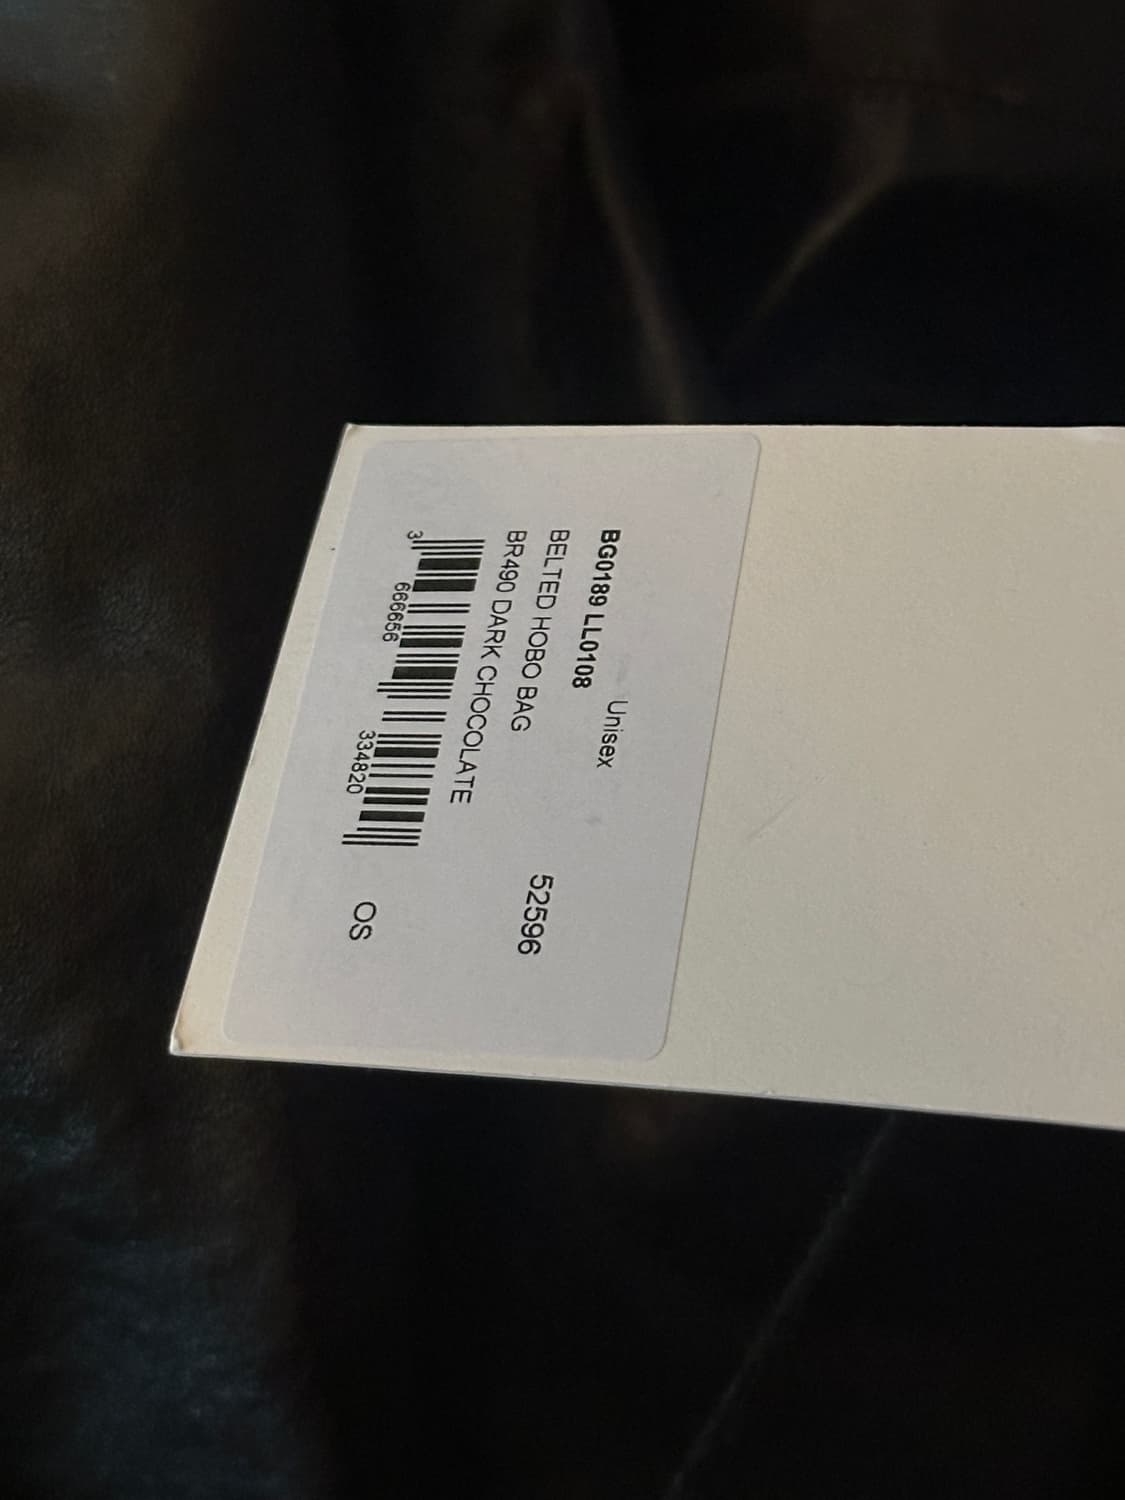 Unisex
BG0189 LL0108
BELTED HOBO BAG 52596
BR490 DARK CHOCOLATE
3 666656 334820 OS